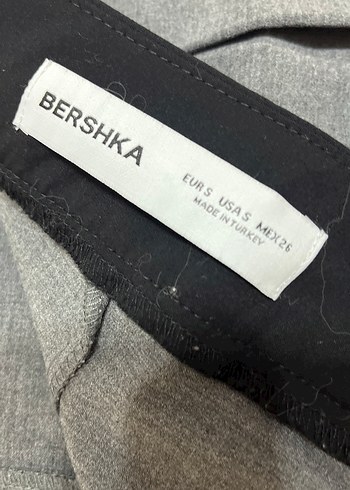 BERSHKA
EUR S USA S MEX 26
MADE IN TURKEY